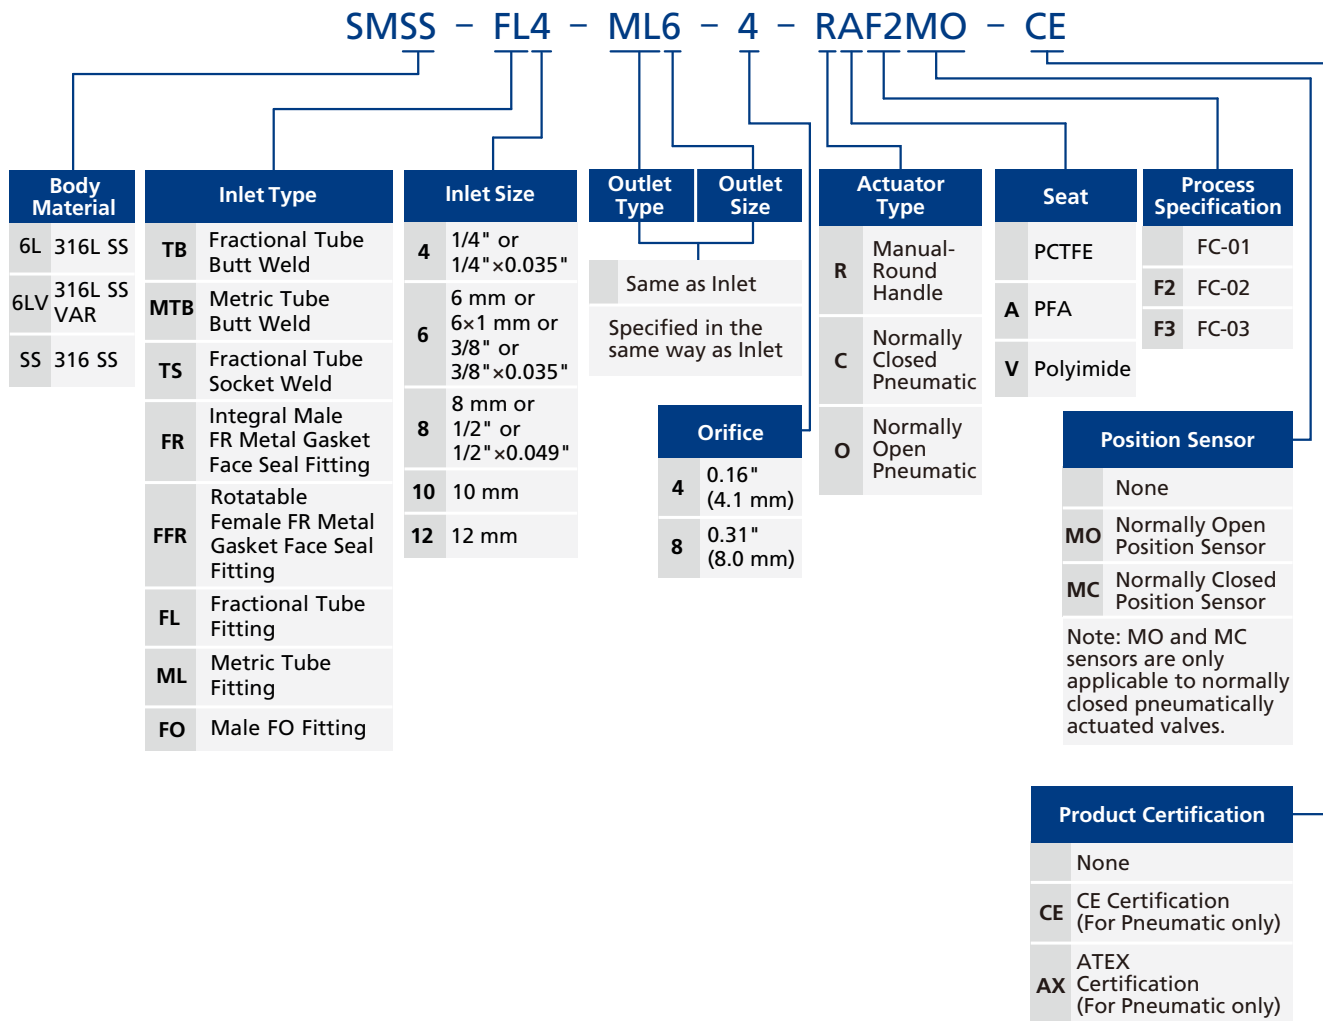 SMSS – FL4 – ML6 – 4 – RAF2MO – CE
Body
Material
6L 316L SS
6LV 316L SS
VAR
SS 316 SS
Inlet Type
TB Fractional Tube
Butt Weld
MTB Metric Tube
Butt Weld
TS Fractional Tube
Socket Weld
FR Integral Male
FR Metal Gasket
Face Seal Fitting
FFR Rotatable
Female FR Metal
Gasket Face Seal
Fitting
FL Fractional Tube
Fitting
ML Metric Tube
Fitting
FO Male FO Fitting
Inlet Size
4 1/4" or
1/4"×0.035"
6 6 mm or
6×1 mm or
3/8" or
3/8"×0.035"
8 8 mm or
1/2" or
1/2"×0.049"
10 10 mm
12 12 mm
Outlet
Type
Outlet
Size
Same as Inlet
Specified in the
same way as Inlet
Orifice
4 0.16"
(4.1 mm)
8 0.31"
(8.0 mm)
Actuator
Type
R Manual-
Round
Handle
C Normally
Closed
Pneumatic
O Normally
Open
Pneumatic
Seat
PCTFE
A PFA
V Polyimide
Process
Specification
FC-01
F2 FC-02
F3 FC-03
Position Sensor
None
MO Normally Open
Position Sensor
MC Normally Closed
Position Sensor
Note: MO and MC
sensors are only
applicable to normally
closed pneumatically
actuated valves.
Product Certification
None
CE CE Certification
(For Pneumatic only)
AX ATEX
Certification
(For Pneumatic only)